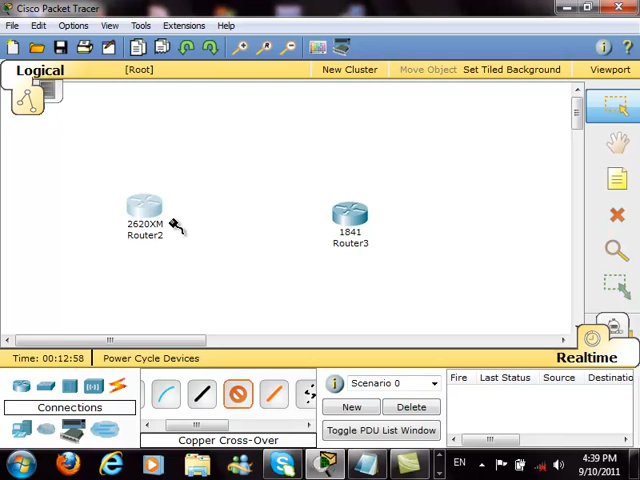 Cisco Packet Tracer
File Edit Options View Tools Extensions Help
Logical [Root] New Cluster Move Object Set Tiled Background Viewport
2620XM
Router2
1841
Router3
Time: 00:12:58 Power Cycle Devices Realtime
Scenario 0
Fire Last Status Source Destinatio
Connections
New Delete
Toggle PDU List Window
Copper Cross-Over
EN
4:39 PM
9/10/2011